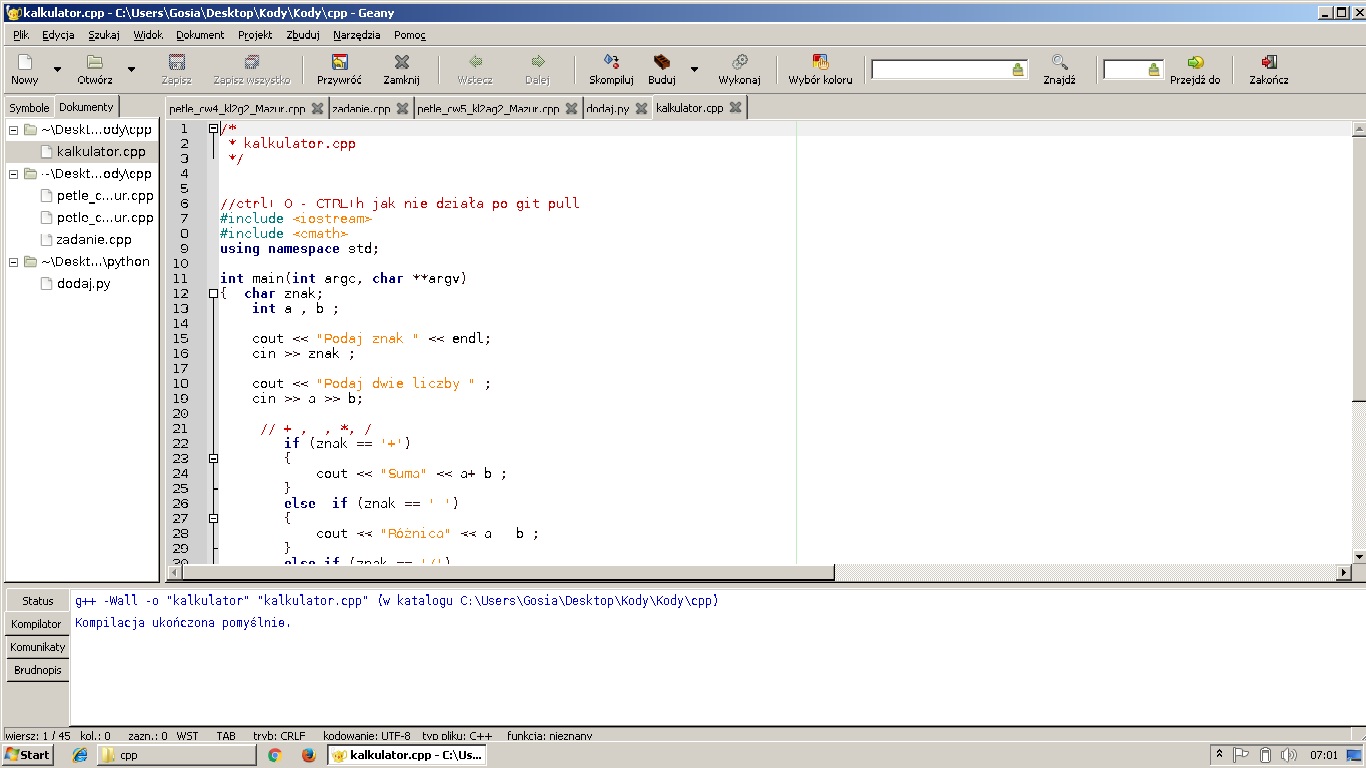 kalkulator.cpp - C:\Users\Gosia\Desktop\Kody\Kody\cpp - Geany
Plik Edycja Szukaj Widok Dokument Projekt Zbuduj Narzędzia Pomoc
Nowy Otwórz Zapisz Zapisz wszystko Przywróć Zamknij Wstecz Dalej Skompiluj Buduj Wykonaj Wybór koloru Znajdź Przejdź do Zakończ
Symbole Dokumenty
petle_cw4_kl2g2_Mazur.cpp zadanie.cpp petle_cw5_kl2ag2_Mazur.cpp dodaj.py kalkulator.cpp
~\Deskt...ody\cpp
kalkulator.cpp
~\Deskt...ody\cpp
petle_c...ur.cpp
petle_c...ur.cpp
zadanie.cpp
~\Deskt...\python
dodaj.py
1 /*
2 * kalkulator.cpp
3 */
4
5
6 //ctrl+ O - CTRL+h jak nie działa po git pull
7 #include <iostream>
8 #include <cmath>
9 using namespace std;
10
11 int main(int argc, char **argv)
12 { char znak;
13 int a , b ;
14
15 cout << "Podaj znak " << endl;
16 cin >> znak ;
17
18 cout << "Podaj dwie liczby " ;
19 cin >> a >> b;
20
21 // + , , *, /
22 if (znak == '+')
23 {
24 cout << "Suma" << a+ b ;
25 }
26 else if (znak == ' ')
27 {
28 cout << "Różnica" << a b ;
29 }
30 else if (znak == '/')
Status
Kompilator
Komunikaty
Brudnopis
g++ -Wall -o "kalkulator" "kalkulator.cpp" (w katalogu C:\Users\Gosia\Desktop\Kody\Kody\cpp)
Kompilacja ukończona pomyślnie.
wiersz: 1 / 45 kol.: 0 zazn.: 0 WST TAB tryb: CRLF kodowanie: UTF-8 typ pliku: C++ funkcja: nieznany
Start cpp kalkulator.cpp - C:\Us... 07:01